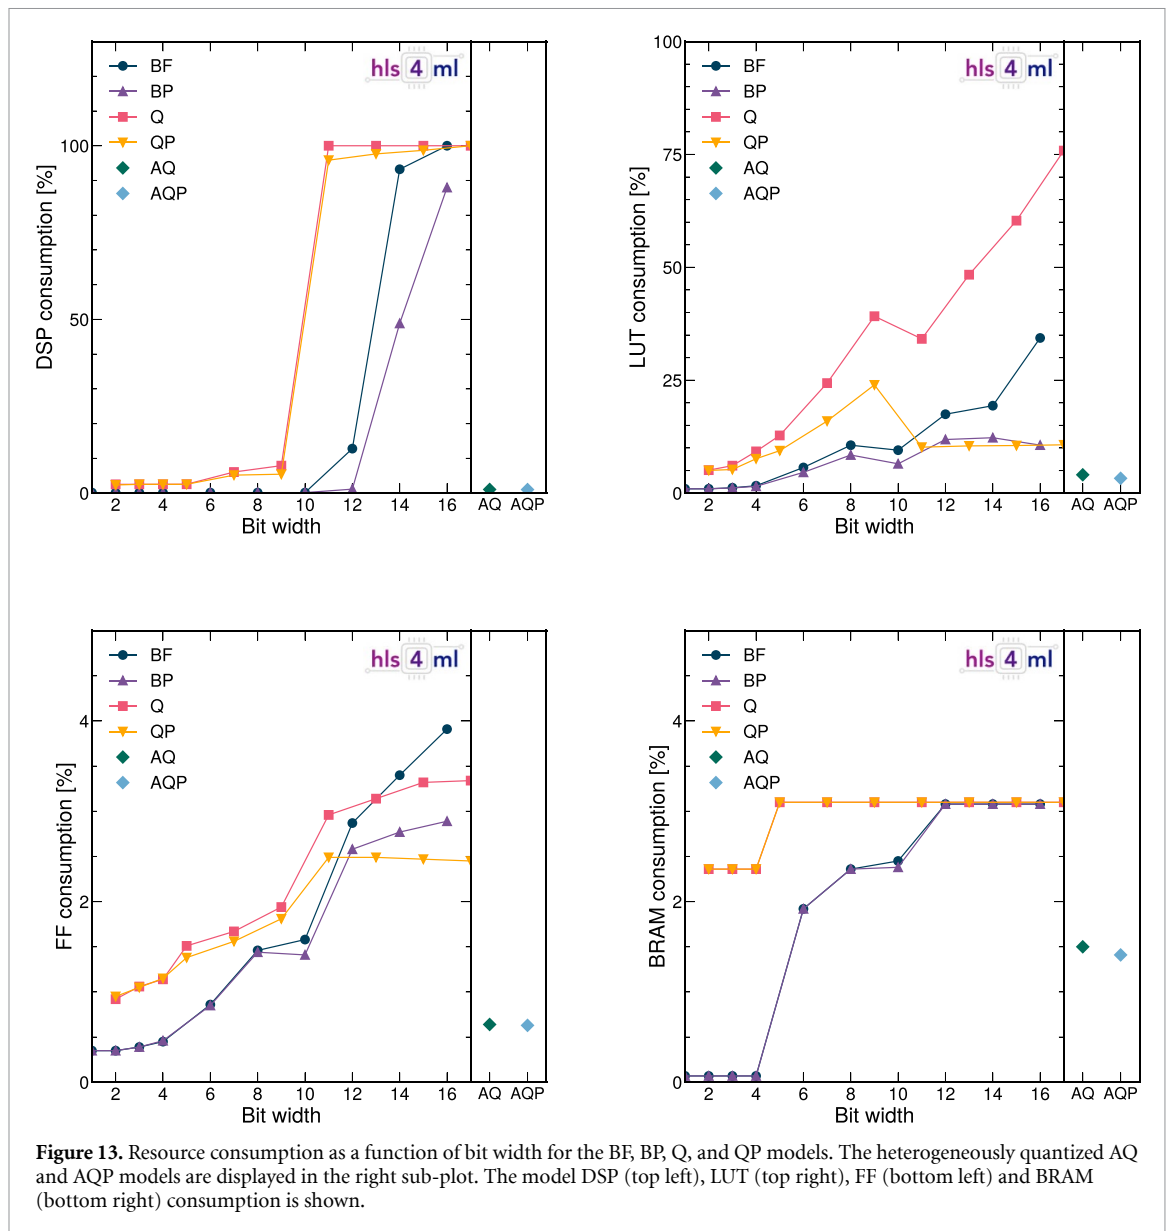 hls 4 ml
BF
BP
Q
QP
AQ
AQP
DSP consumption [%]
100
50
0
2 4 6 8 10 12 14 16 AQ AQP
Bit width
hls 4 ml
BF
BP
Q
QP
AQ
AQP
LUT consumption [%]
100
75
50
25
0
2 4 6 8 10 12 14 16 AQ AQP
Bit width
hls 4 ml
BF
BP
Q
QP
AQ
AQP
FF consumption [%]
4
2
0
2 4 6 8 10 12 14 16 AQ AQP
Bit width
hls 4 ml
BF
BP
Q
QP
AQ
AQP
BRAM consumption [%]
4
2
0
2 4 6 8 10 12 14 16 AQ AQP
Bit width
Figure 13. Resource consumption as a function of bit width for the BF, BP, Q, and QP models. The heterogeneously quantized AQ
and AQP models are displayed in the right sub-plot. The model DSP (top left), LUT (top right), FF (bottom left) and BRAM
(bottom right) consumption is shown.